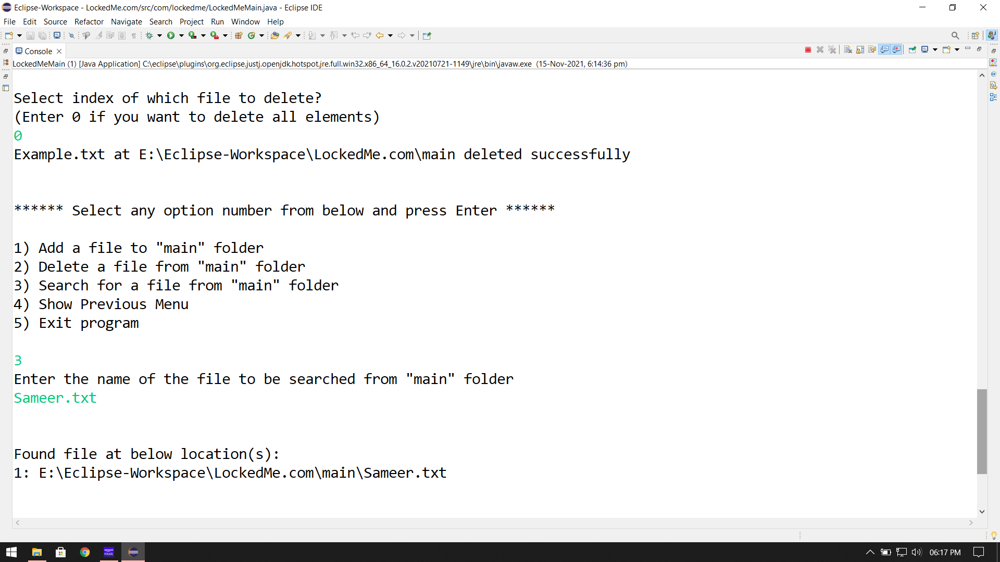 Eclipse-Workspace - LockedMe.com/src/com/lockedme/LockedMeMain.java - Eclipse IDE
File Edit Source Refactor Navigate Search Project Run Window Help
Console
LockedMeMain (1) [Java Application] C:\eclipse\plugins\org.eclipse.justj.openjdk.hotspot.jre.full.win32.x86_64_16.0.2.v20210721-1149\jre\bin\javaw.exe (15-Nov-2021, 6:14:36 pm)
Select index of which file to delete?
(Enter 0 if you want to delete all elements)
0
Example.txt at E:\Eclipse-Workspace\LockedMe.com\main deleted successfully
****** Select any option number from below and press Enter ******
1) Add a file to "main" folder
2) Delete a file from "main" folder
3) Search for a file from "main" folder
4) Show Previous Menu
5) Exit program
3
Enter the name of the file to be searched from "main" folder
Sameer.txt
Found file at below location(s):
1: E:\Eclipse-Workspace\LockedMe.com\main\Sameer.txt
amazon music
06:17 PM